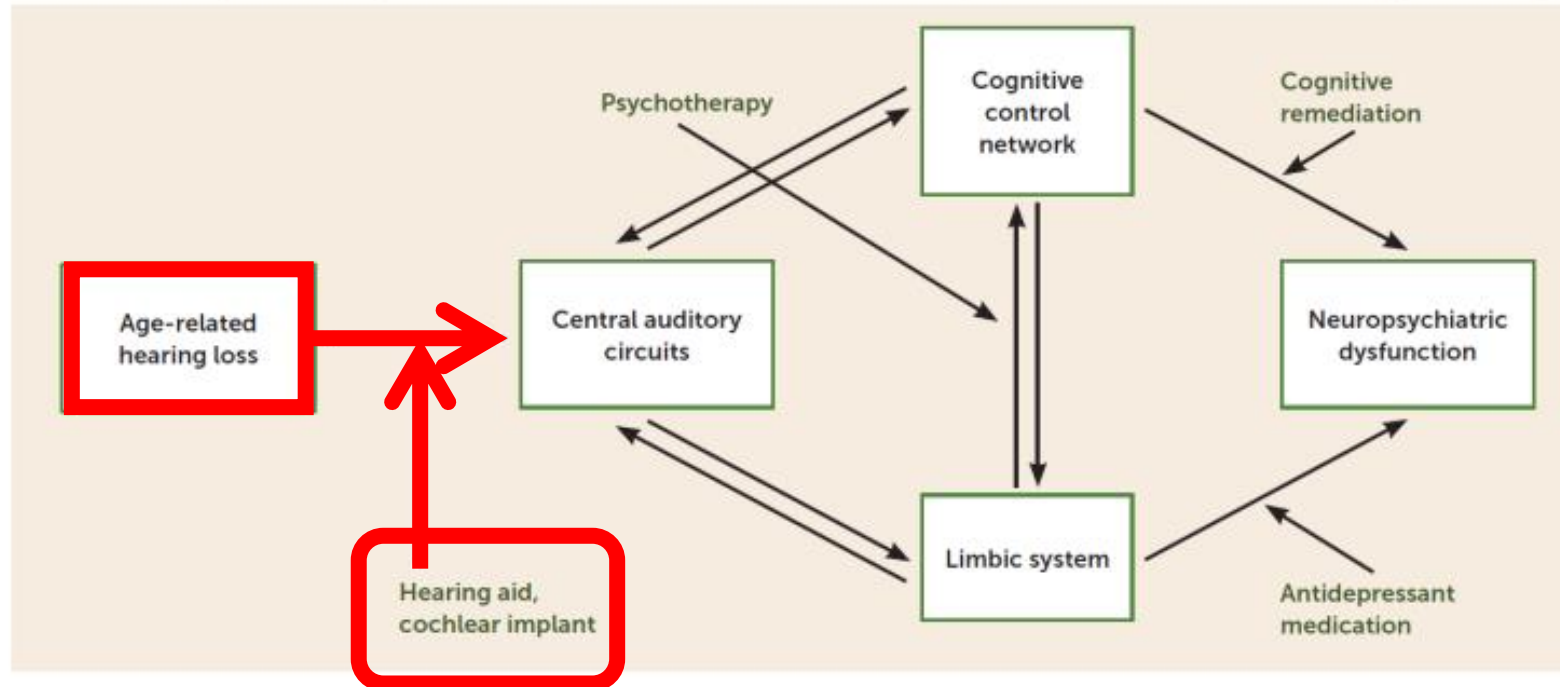 Psychotherapy
Cognitive
control
network
Cognitive
remediation
Age-related
hearing loss
Central auditory
circuits
Neuropsychiatric
dysfunction
Hearing aid,
cochlear implant
Limbic system
Antidepressant
medication